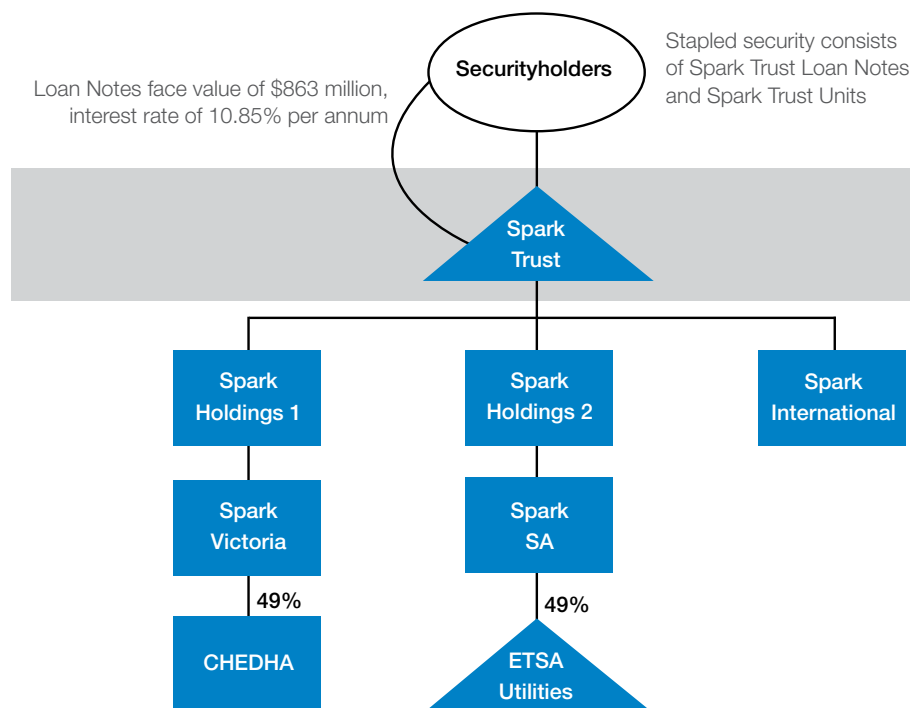 Securityholders
Stapled security consists
of Spark Trust Loan Notes
and Spark Trust Units
Loan Notes face value of $863 million,
interest rate of 10.85% per annum
Spark
Trust
Spark
Holdings 1
Spark
Holdings 2
Spark
International
Spark
Victoria
Spark
SA
49%
49%
CHEDHA
ETSA
Utilities